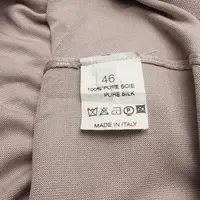 46
100% PURE SOIE
PURE SILK
MADE IN ITALY